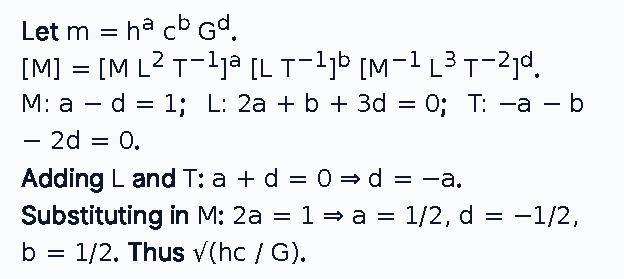 Let m = hᵃ cᵇ Gᵈ.
[M] = [M L² T⁻¹]ᵃ [L T⁻¹]ᵇ [M⁻¹ L³ T⁻²]ᵈ.
M: a − d = 1; L: 2a + b + 3d = 0; T: −a − b
− 2d = 0.
Adding L and T: a + d = 0 ⇒ d = −a.
Substituting in M: 2a = 1 ⇒ a = 1/2, d = −1/2,
b = 1/2. Thus √(hc / G).